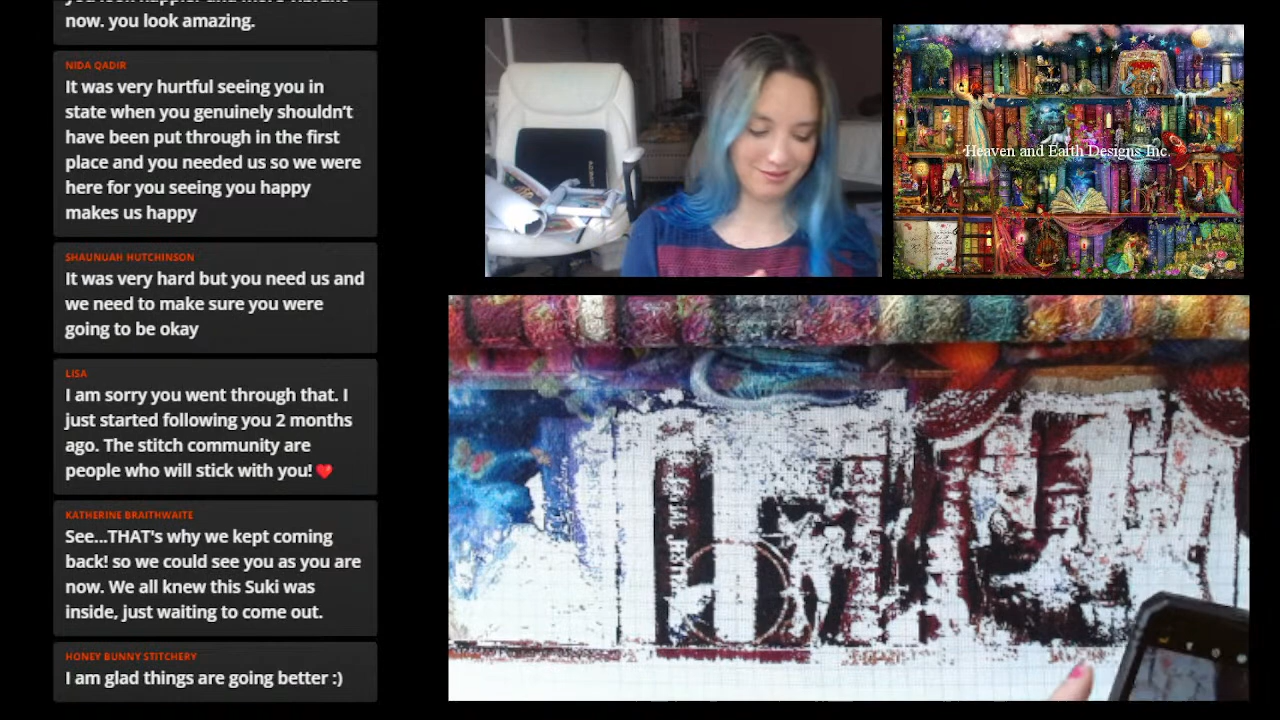 now. you look amazing.
NIDA QADIR
It was very hurtful seeing you in
state when you genuinely shouldn't
have been put through in the first
place and you needed us so we were
here for you seeing you happy
makes us happy
SHAUNUAH HUTCHINSON
It was very hard but you need us and
we need to make sure you were
going to be okay
LISA
I am sorry you went through that. I
just started following you 2 months
ago. The stitch community are
people who will stick with you! ❤️
KATHERINE BRAITHWAITE
See...THAT's why we kept coming
back! so we could see you as you are
now. We all knew this Suki was
inside, just waiting to come out.
HONEY BUNNY STITCHERY
I am glad things are going better :)
Heaven and Earth Designs Inc.